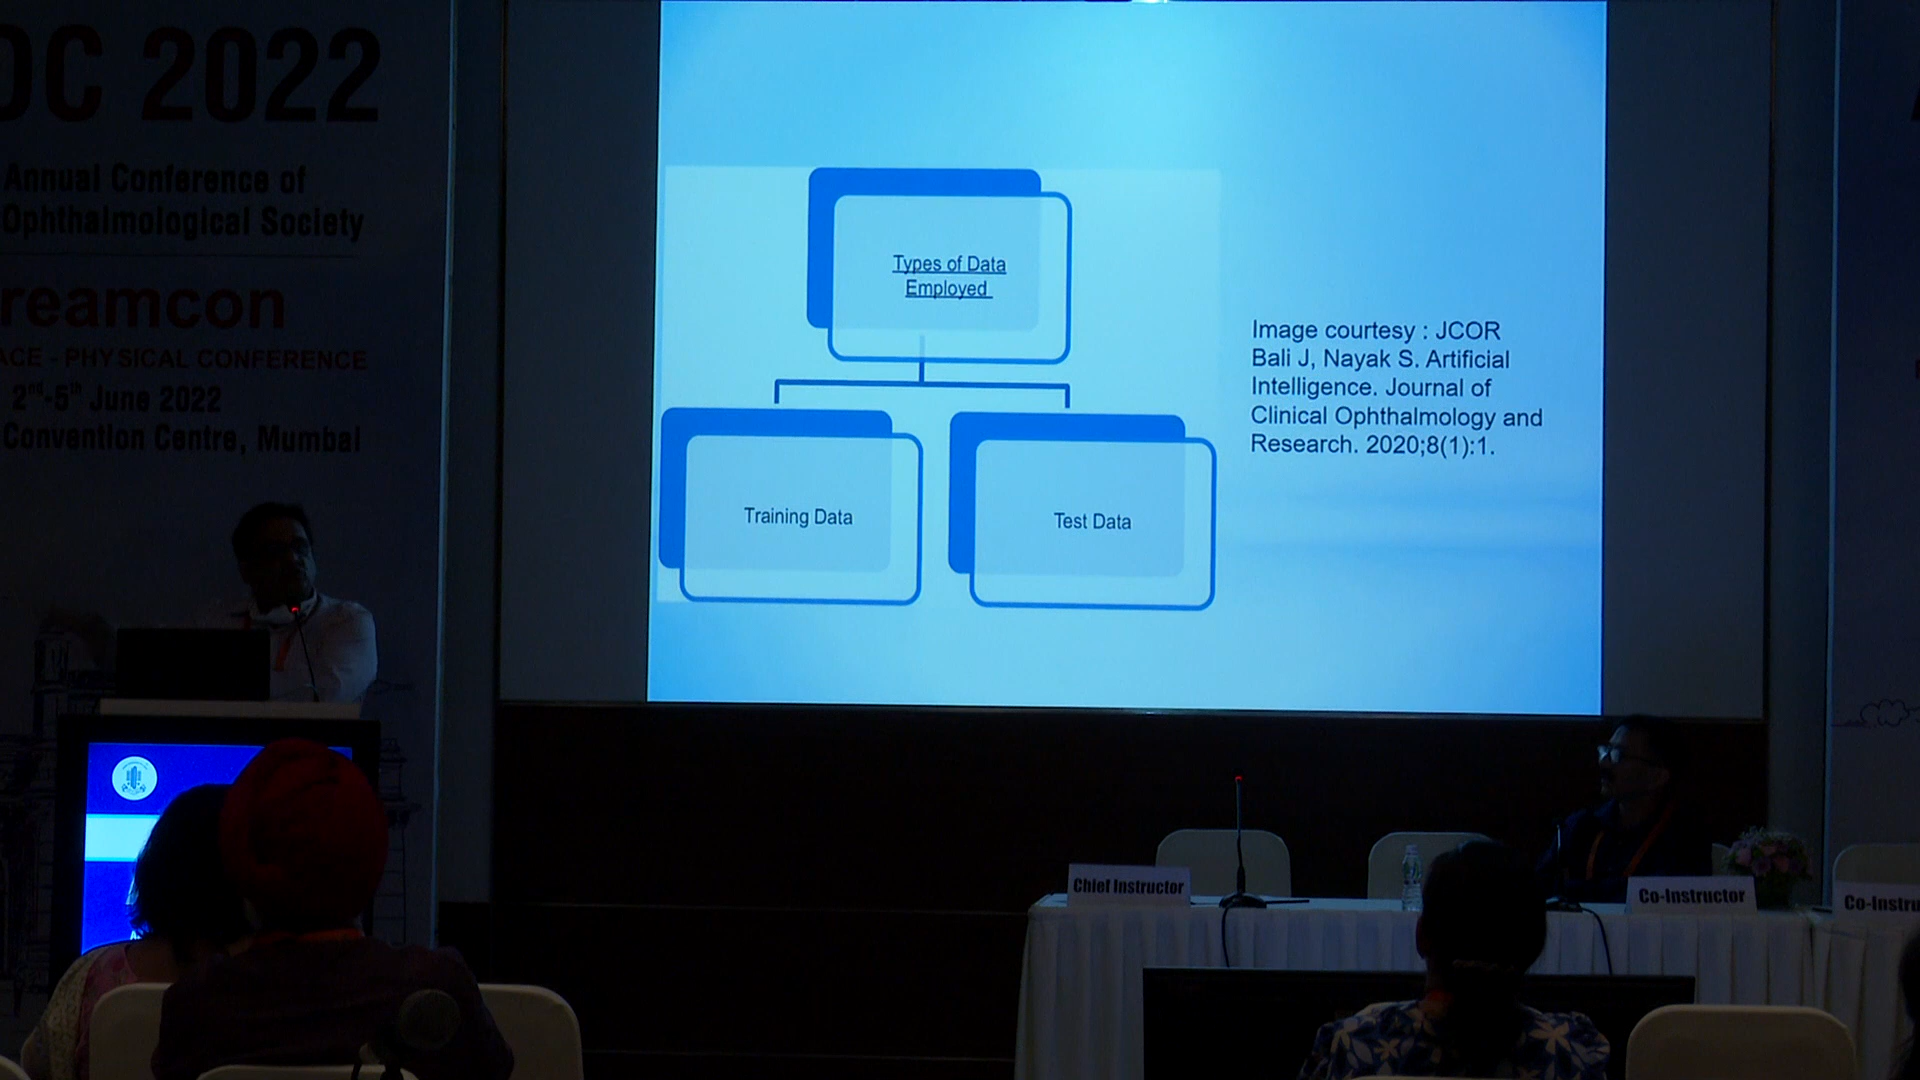 OC 2022
Annual Conference of
Ophthalmological Society
reamcon
ACE - PHYSICAL CONFERENCE
2nd-5th June 2022
Convention Centre, Mumbai
Types of Data
Employed
Training Data
Test Data
Image courtesy : JCOR
Bali J, Nayak S. Artificial
Intelligence. Journal of
Clinical Ophthalmology and
Research. 2020;8(1):1.
Chief Instructor
Co-Instructor
Co-Instru